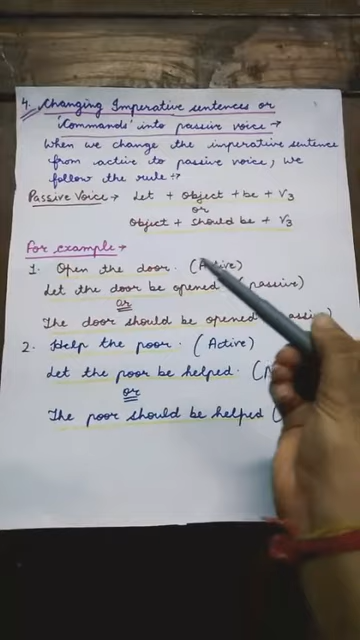 4. Changing Imperative sentences or
'Commands' into passive voice →
When we change the imperative sentence
from active to passive voice, we
follow the rule :→
Passive Voice → Let + object + be + V3
or
Object + should be + V3
For example →
1. Open the door. (Active)
Let the door be opened (passive)
or
The door should be opened
2. Help the poor. (Active)
Let the poor be helped. (
or
The poor should be helped (